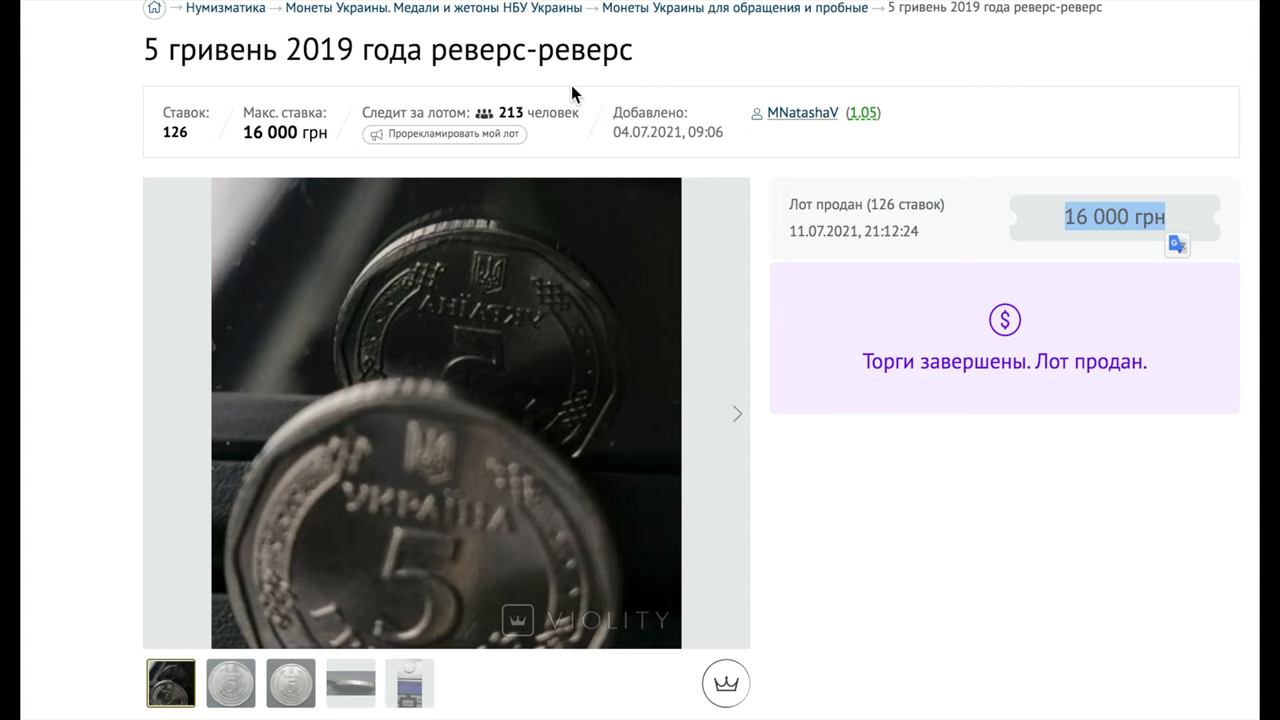 → Нумизматика → Монеты Украины. Медали и жетоны НБУ Украины → Монеты Украины для обращения и пробные → 5 гривень 2019 года реверс-реверс
5 гривень 2019 года реверс-реверс
Ставок: Макс. ставка: Следит за лотом: 213 человек Добавлено: MNatashaV (1.05)
126 16 000 грн Прорекламировать мой лот 04.07.2021, 09:06
Лот продан (126 ставок) 16 000 грн
11.07.2021, 21:12:24
G
$
Торги завершены. Лот продан.
УКРАЇНА
5
УКРАЇНА
5
VIOLITY
5
5